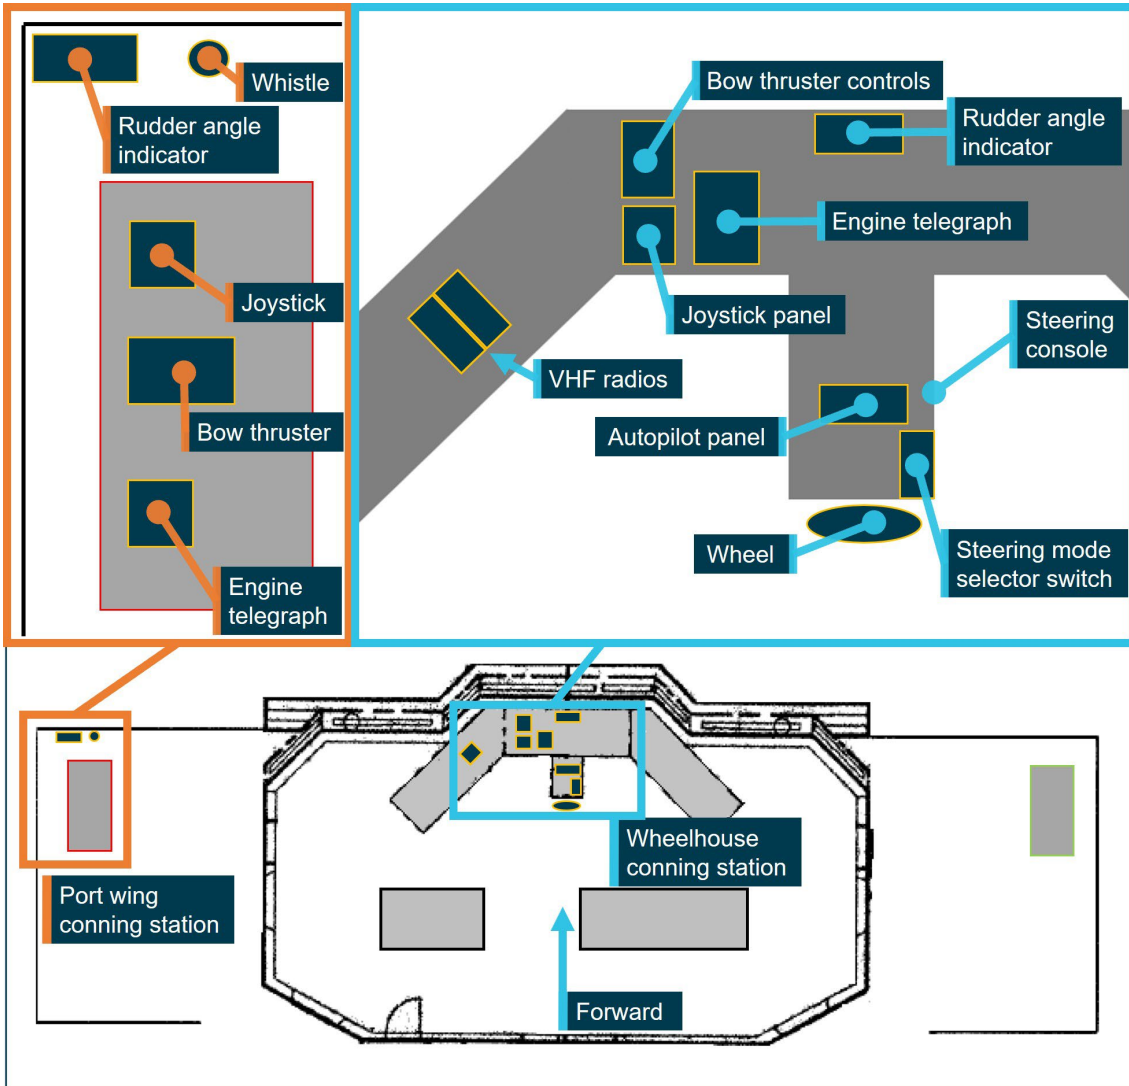 Whistle
Rudder angle
indicator
Joystick
Bow thruster
Engine
telegraph
Bow thruster controls
Rudder angle
indicator
Engine telegraph
Joystick panel
Steering
console
VHF radios
Autopilot panel
Wheel
Steering mode
selector switch
Wheelhouse
conning station
Port wing
conning station
Forward